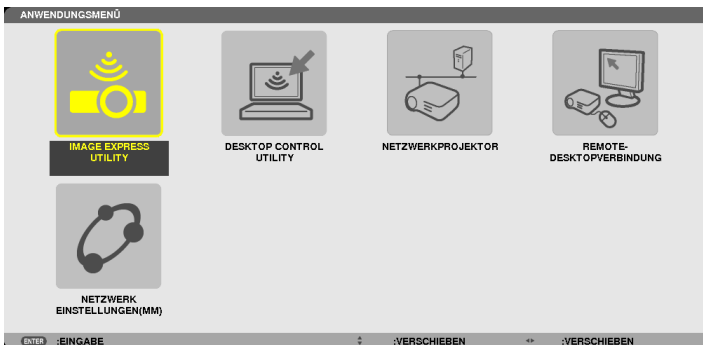 ANWENDUNGSMENÜ
IMAGE EXPRESS
UTILITY
DESKTOP CONTROL
UTILITY
NETZWERKPROJEKTOR
REMOTE-
DESKTOPVERBINDUNG
NETZWERK
EINSTELLUNGEN(MM)
ENTER :EINGABE :VERSCHIEBEN :VERSCHIEBEN